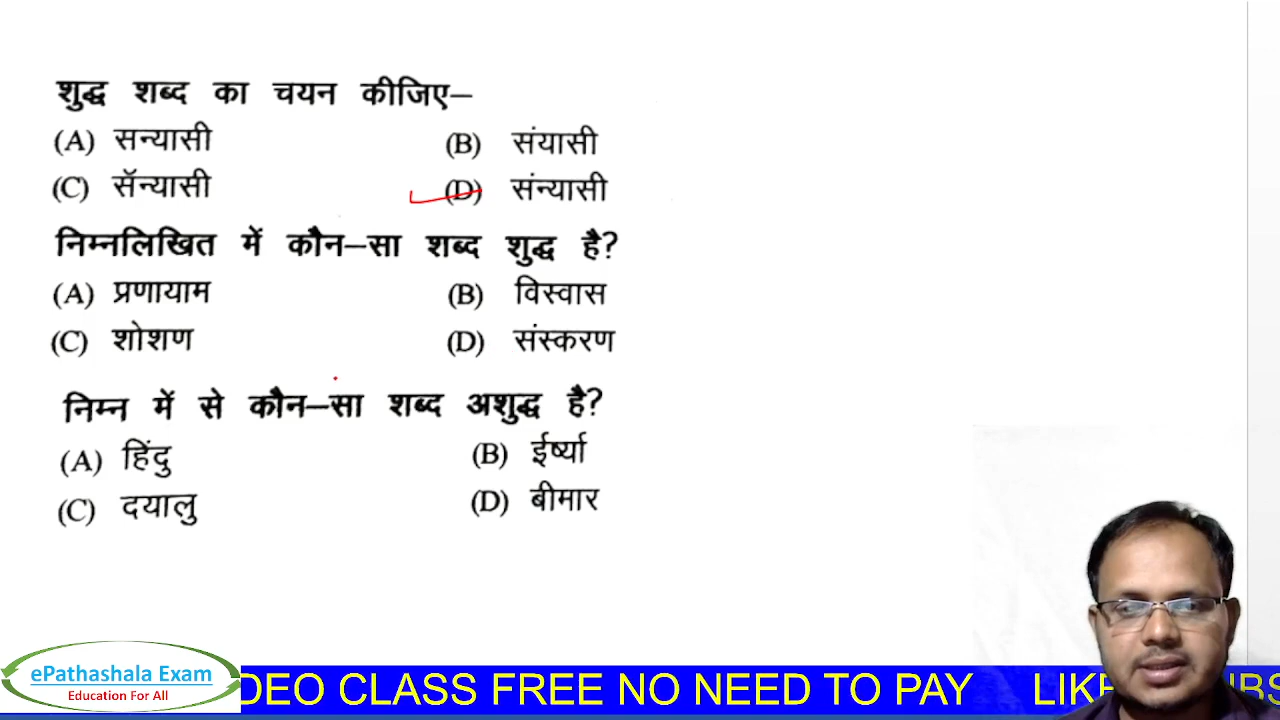 शुद्ध शब्द का चयन कीजिए–
(A) सन्यासी (B) संयासी
(C) सॅन्यासी (D) संन्यासी
निम्नलिखित में कौन–सा शब्द शुद्ध है?
(A) प्रणायाम (B) विस्वास
(C) शोशण (D) संस्करण
निम्न में से कौन–सा शब्द अशुद्ध है?
(A) हिंदु (B) ईर्ष्या
(C) दयालु (D) बीमार
ePathashala Exam
Education For All
DEO CLASS FREE NO NEED TO PAY LIKE